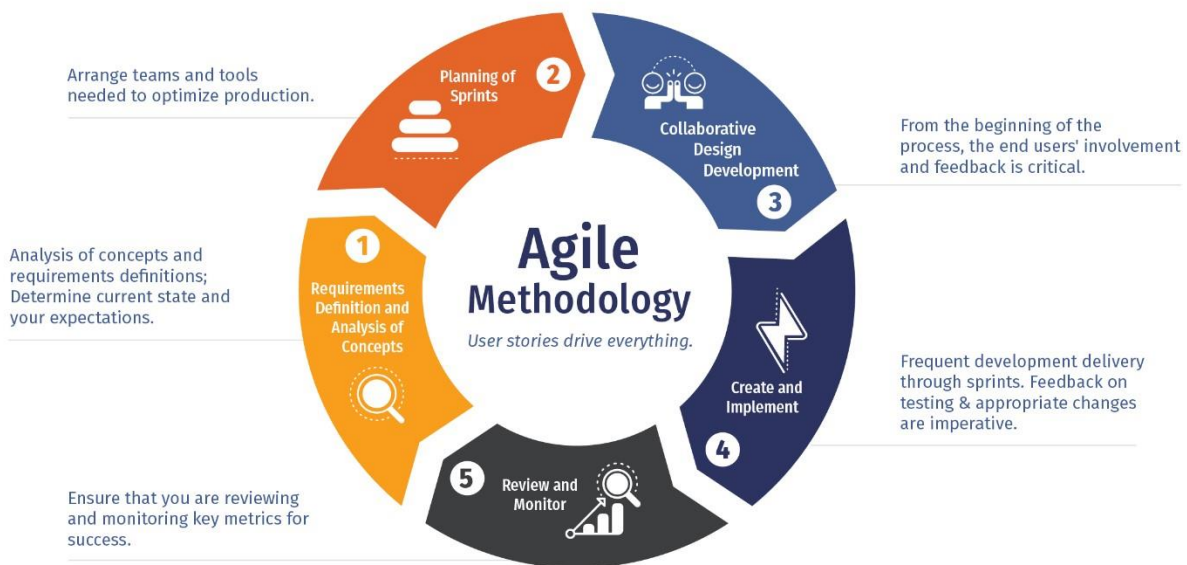 Agile
Methodology
User stories drive everything.
1
Requirements
Definition and
Analysis of
Concepts
Analysis of concepts and
requirements definitions;
Determine current state and
your expectations.
2
Planning of
Sprints
Arrange teams and tools
needed to optimize production.
Collaborative
Design
Development
3
From the beginning of the
process, the end users' involvement
and feedback is critical.
Create and
Implement
4
Frequent development delivery
through sprints. Feedback on
testing & appropriate changes
are imperative.
5
Review and
Monitor
Ensure that you are reviewing
and monitoring key metrics for
success.